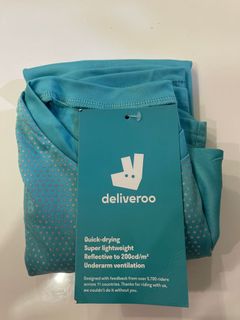 deliveroo
Quick-drying
Super lightweight
Reflective to 200cd/m²
Underarm ventilation
Designed with feedback from over 5,700 riders
across 11 countries. Thanks for riding with us,
we couldn't do it without you.